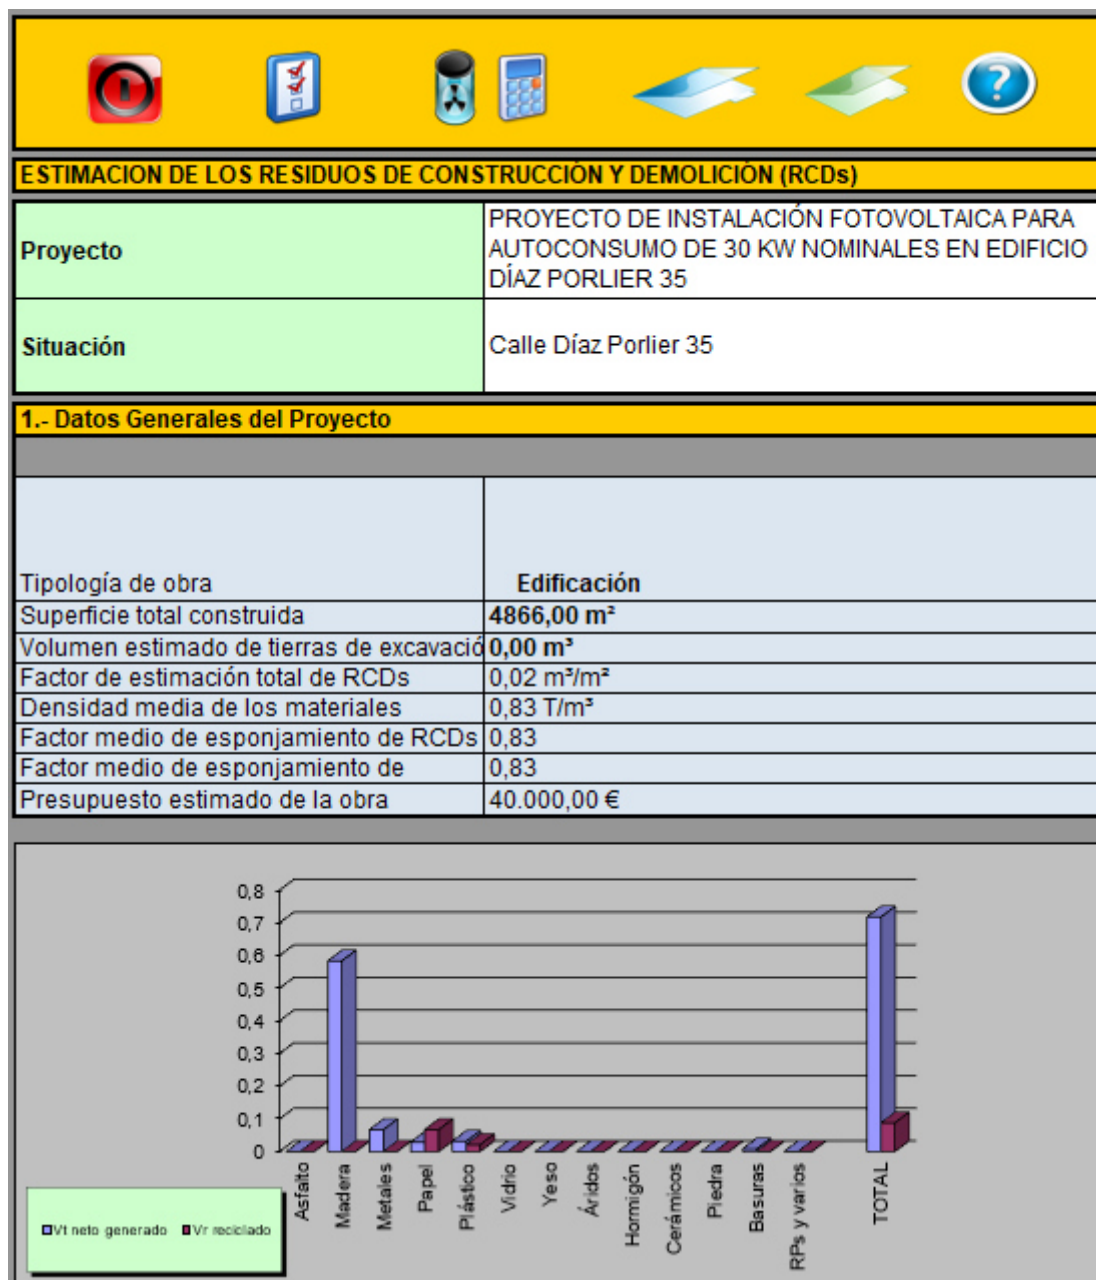 ESTIMACION DE LOS RESIDUOS DE CONSTRUCCIÓN Y DEMOLICIÓN (RCDs)
Proyecto
PROYECTO DE INSTALACIÓN FOTOVOLTAICA PARA
AUTOCONSUMO DE 30 KW NOMINALES EN EDIFICIO
DÍAZ PORLIER 35
Situación
Calle Díaz Porlier 35
1.- Datos Generales del Proyecto
Tipología de obra Edificación
Superficie total construida 4866,00 m²
Volumen estimado de tierras de excavació 0,00 m³
Factor de estimación total de RCDs 0,02 m³/m²
Densidad media de los materiales 0,83 T/m³
Factor medio de esponjamiento de RCDs 0,83
Factor medio de esponjamiento de 0,83
Presupuesto estimado de la obra 40.000,00 €
0,8
0,7
0,6
0,5
0,4
0,3
0,2
0,1
0
Asfalto
Madera
Metales
Papel
Plástico
Vidrio
Yeso
Áridos
Hormigón
Cerámicos
Piedra
Basuras
RPs y varios
TOTAL
Vt neto generado
Vr reciclado